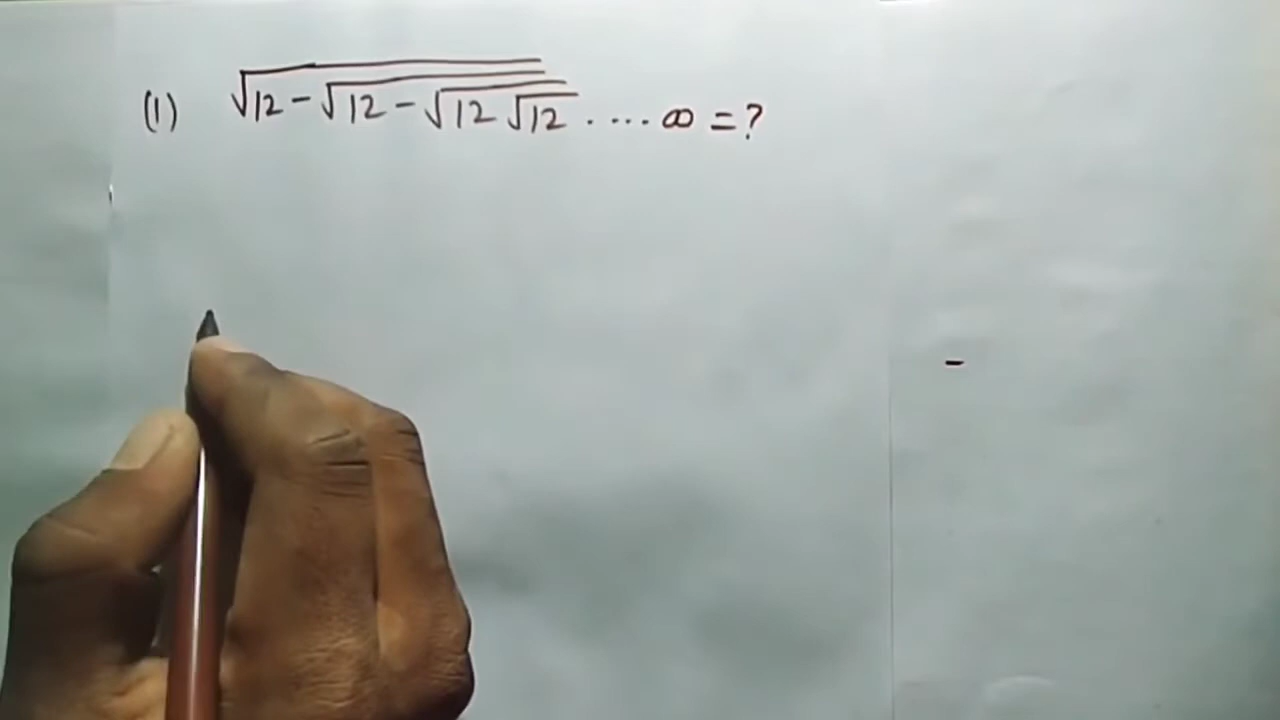 (1) √12-√12-√12 √12 ..... ∞ = ?